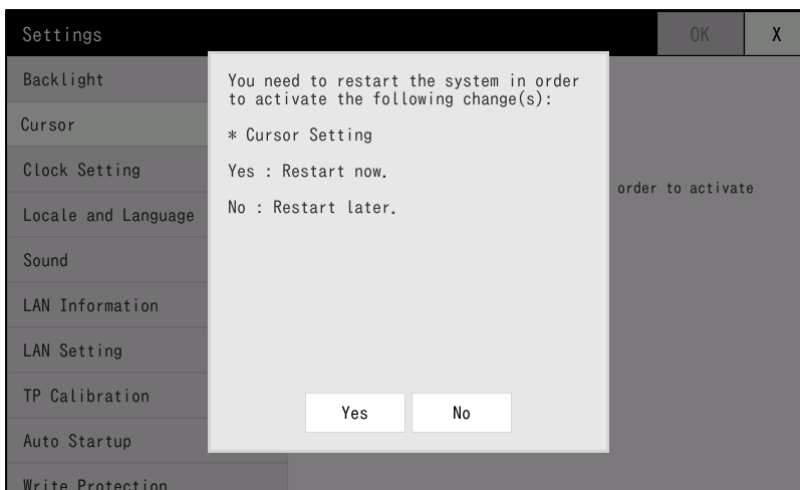 Settings
OK
X
Backlight
Cursor
Clock Setting
Locale and Language
Sound
LAN Information
LAN Setting
TP Calibration
Auto Startup
Write Protection
order to activate
You need to restart the system in order
to activate the following change(s):
* Cursor Setting
Yes : Restart now.
No : Restart later.
Yes
No